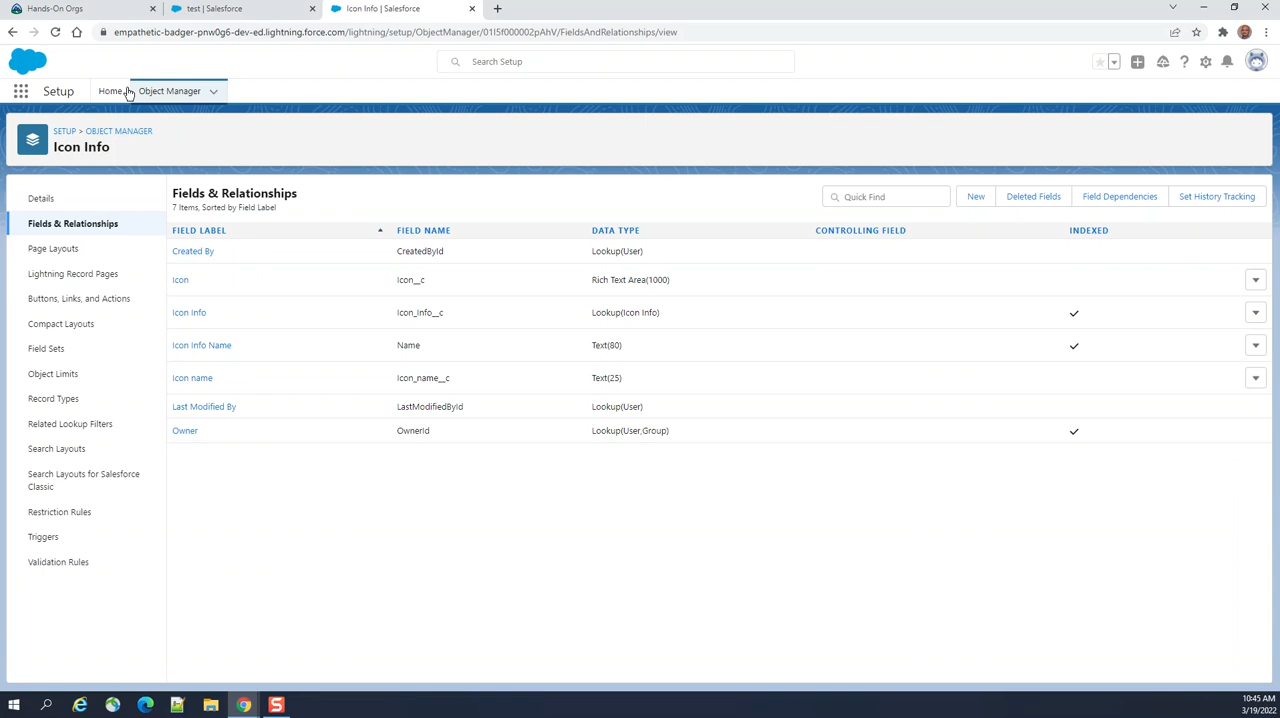 Hands-On Orgs
test | Salesforce
Icon Info | Salesforce
empathetic-badger-pnw0g6-dev-ed.lightning.force.com/lightning/setup/ObjectManager/01I5f000002pAhV/FieldsAndRelationships/view
Search Setup
Setup
Home
Object Manager
SETUP > OBJECT MANAGER
Icon Info
Details
Fields & Relationships
Page Layouts
Lightning Record Pages
Buttons, Links, and Actions
Compact Layouts
Field Sets
Object Limits
Record Types
Related Lookup Filters
Search Layouts
Search Layouts for Salesforce
Classic
Restriction Rules
Triggers
Validation Rules
Fields & Relationships
7 Items, Sorted by Field Label
Quick Find
New
Deleted Fields
Field Dependencies
Set History Tracking
FIELD LABEL FIELD NAME DATA TYPE CONTROLLING FIELD INDEXED
Created By CreatedById Lookup(User)
Icon Icon__c Rich Text Area(1000)
Icon Info Icon_Info__c Lookup(Icon Info)
Icon Info Name Name Text(80)
Icon name Icon_name__c Text(25)
Last Modified By LastModifiedById Lookup(User)
Owner OwnerId Lookup(User,Group)
10:45 AM
3/19/2022